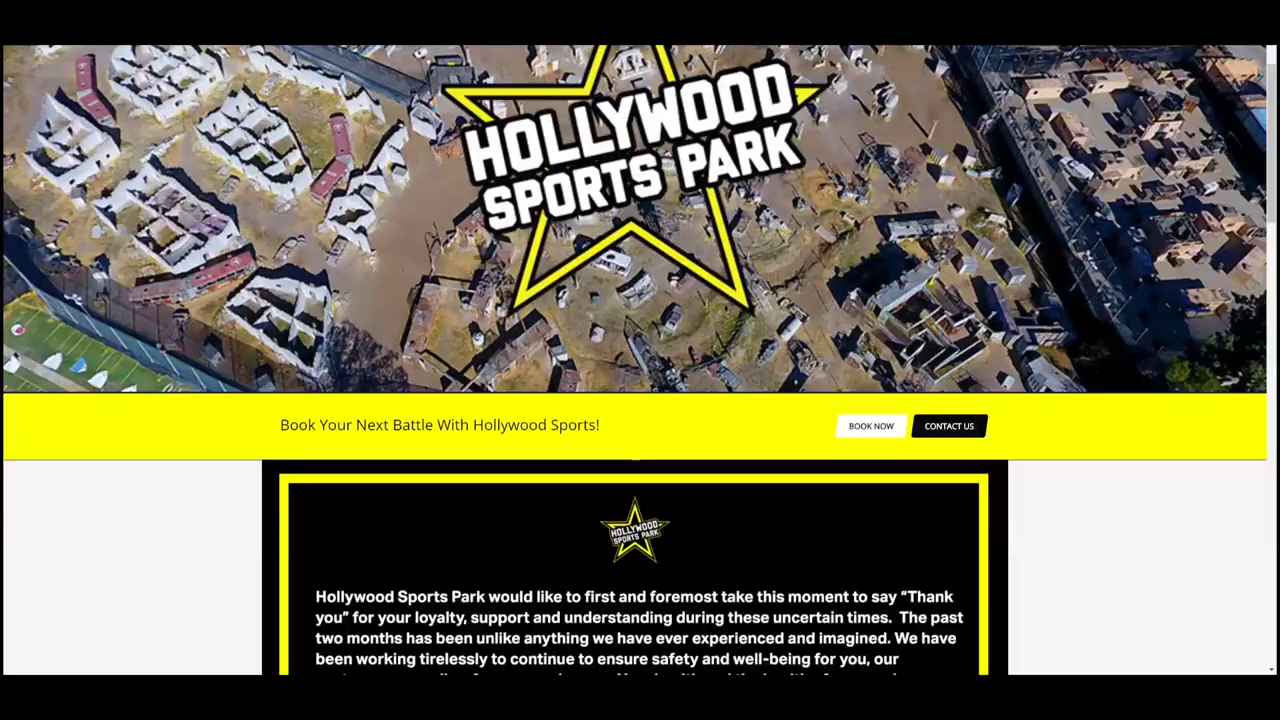 HOLLYWOOD
SPORTS PARK
Book Your Next Battle With Hollywood Sports!
BOOK NOW
CONTACT US
HOLLYWOOD
SPORTS PARK
Hollywood Sports Park would like to first and foremost take this moment to say “Thank
you” for your loyalty, support and understanding during these uncertain times. The past
two months has been unlike anything we have ever experienced and imagined. We have
been working tirelessly to continue to ensure safety and well-being for you, our